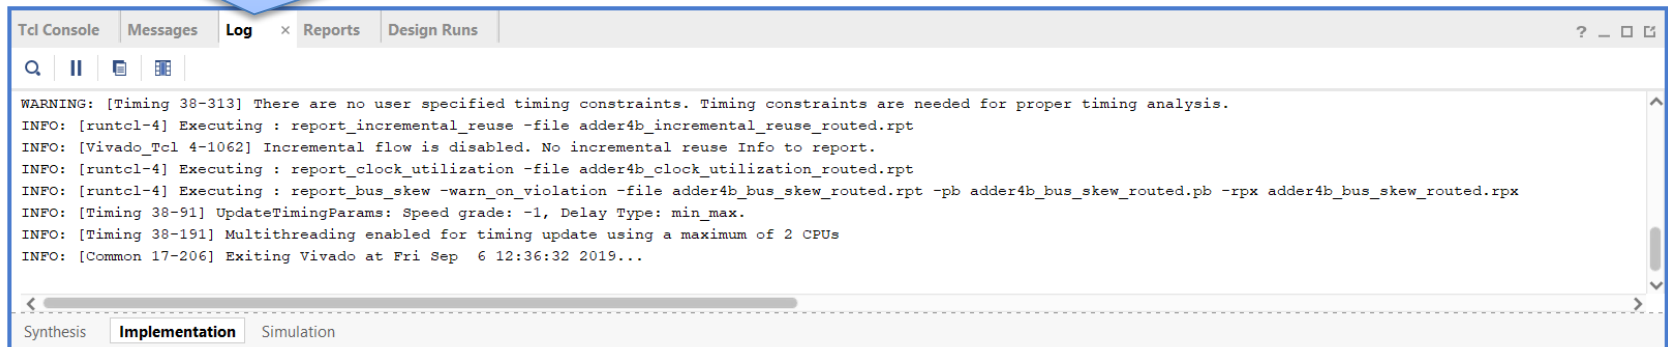 Tcl Console Messages Log × Reports Design Runs ? _
WARNING: [Timing 38-313] There are no user specified timing constraints. Timing constraints are needed for proper timing analysis.
INFO: [runtcl-4] Executing : report_incremental_reuse -file adder4b_incremental_reuse_routed.rpt
INFO: [Vivado_Tcl 4-1062] Incremental flow is disabled. No incremental reuse Info to report.
INFO: [runtcl-4] Executing : report_clock_utilization -file adder4b_clock_utilization_routed.rpt
INFO: [runtcl-4] Executing : report_bus_skew -warn_on_violation -file adder4b_bus_skew_routed.rpt -pb adder4b_bus_skew_routed.pb -rpx adder4b_bus_skew_routed.rpx
INFO: [Timing 38-91] UpdateTimingParams: Speed grade: -1, Delay Type: min_max.
INFO: [Timing 38-191] Multithreading enabled for timing update using a maximum of 2 CPUs
INFO: [Common 17-206] Exiting Vivado at Fri Sep  6 12:36:32 2019...
Synthesis Implementation Simulation